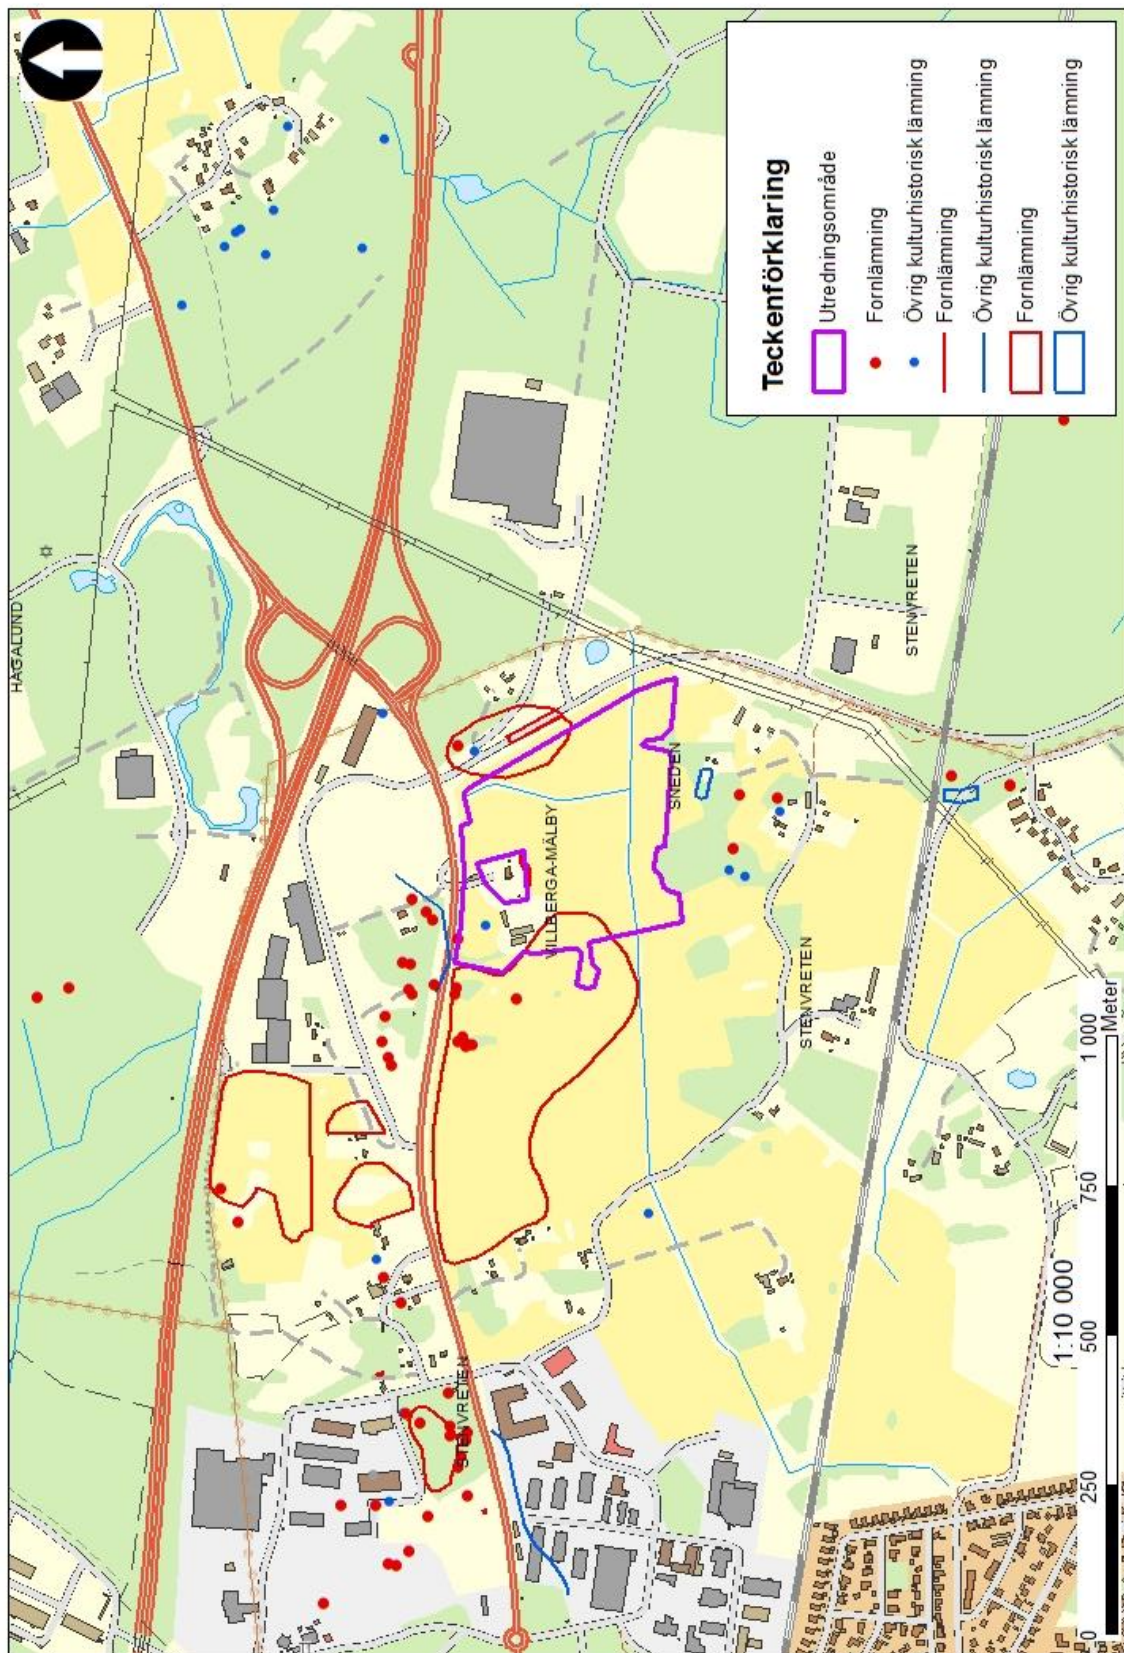 HAGALUND
VILLBERGA-MÄLBY
SNEDEN
STENVRETEN
STENVRETEN
STENVRETEN
Teckenförklaring
Utredningsområde
Fornlämning
Övrig kulturhistorisk lämning
Fornlämning
Övrig kulturhistorisk lämning
Fornlämning
Övrig kulturhistorisk lämning
1:10 000
0 250 500 750 1 000
Meter